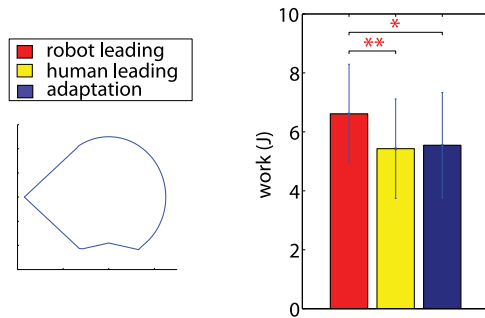 robot leading
human leading
adaptation
work (J)
10
8
6
4
2
0
**
*